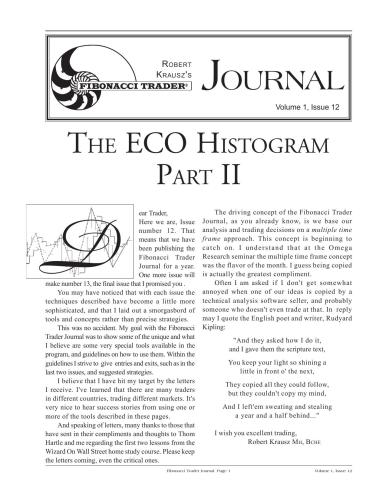 ROBERT
KRAUSZ'S
FIBONACCI TRADER®
JOURNAL
Volume 1, Issue 12
THE ECO HISTOGRAM
PART II
D
ear Trader,
Here we are, Issue
number 12. That
means that we have
been publishing the
Fibonacci Trader
Journal for a year.
One more issue will
make number 13, the final issue that I promised you .
You may have noticed that with each issue the
techniques described have become a little more
sophisticated, and that I laid out a smorgasbord of
tools and concepts rather than precise strategies.
This was no accident. My goal with the Fibonacci
Trader Journal was to show some of the unique and what
I believe are some very special tools available in the
program, and guidelines on how to use them. Within the
guidelines I strive to give entries and exits, such as in the
last two issues, and suggested strategies.
I believe that I have hit my target by the letters
I receive. I've learned that there are many traders
in different countries, trading different markets. It's
very nice to hear success stories from using one or
more of the tools described in these pages.
And speaking of letters, many thanks to those that
have sent in their compliments and thoughts to Thom
Hartle and me regarding the first two lessons from the
Wizard On Wall Street home study course. Please keep
the letters coming, even the critical ones.
The driving concept of the Fibonacci Trader
Journal, as you already know, is we base our
analysis and trading decisions on a multiple time
frame approach. This concept is beginning to
catch on. I understand that at the Omega
Research seminar the multiple time frame concept
was the flavor of the month. I guess being copied
is actually the greatest compliment.
Often I am asked if I don't get somewhat
annoyed when one of our ideas is copied by a
technical analysis software seller, and probably
someone who doesn't even trade at that. In reply
may I quote the English poet and writer, Rudyard
Kipling:
"And they asked how I do it,
and I gave them the scripture text,
You keep your light so shining a
little in front o' the next,
They copied all they could follow,
but they couldn't copy my mind,
And I left'em sweating and stealing
a year and a half behind..."
I wish you excellent trading,
Robert Krausz MH, BCHE
Fibonacci Trader Journal Page 1
Volume 1, Issue 12